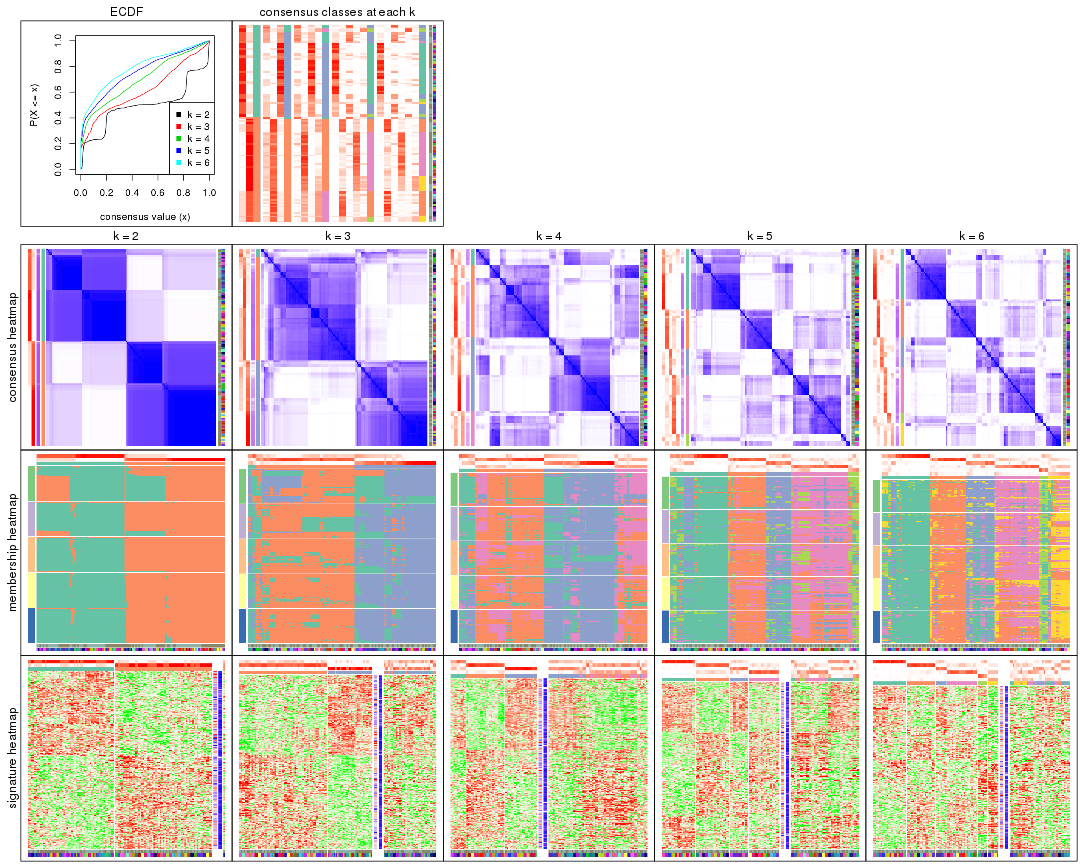 ECDF
consensus classes at each k
P(X <= x)
0.0
0.2
0.4
0.6
0.8
1.0
k = 2
k = 3
k = 4
k = 5
k = 6
0.0 0.2 0.4 0.6 0.8 1.0
consensus value (x)
k = 2
k = 3
k = 4
k = 5
k = 6
consensus heatmap
membership heatmap
signature heatmap